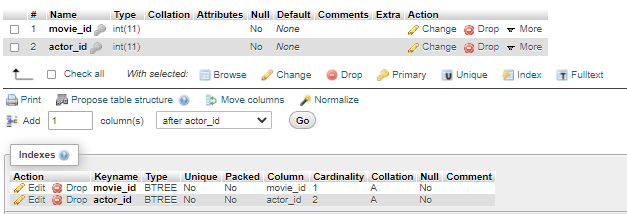 # Name Type Collation Attributes Null Default Comments Extra Action
1 movie_id int(11) No None Change Drop More
2 actor_id int(11) No None Change Drop More
Check all With selected: Browse Change Drop Primary Unique Index Fulltext
Print Propose table structure Move columns Normalize
Add 1 column(s) after actor_id Go
Indexes
Action Keyname Type Unique Packed Column Cardinality Collation Null Comment
Edit Drop movie_id BTREE No No movie_id 1 A No
Edit Drop actor_id BTREE No No actor_id 2 A No